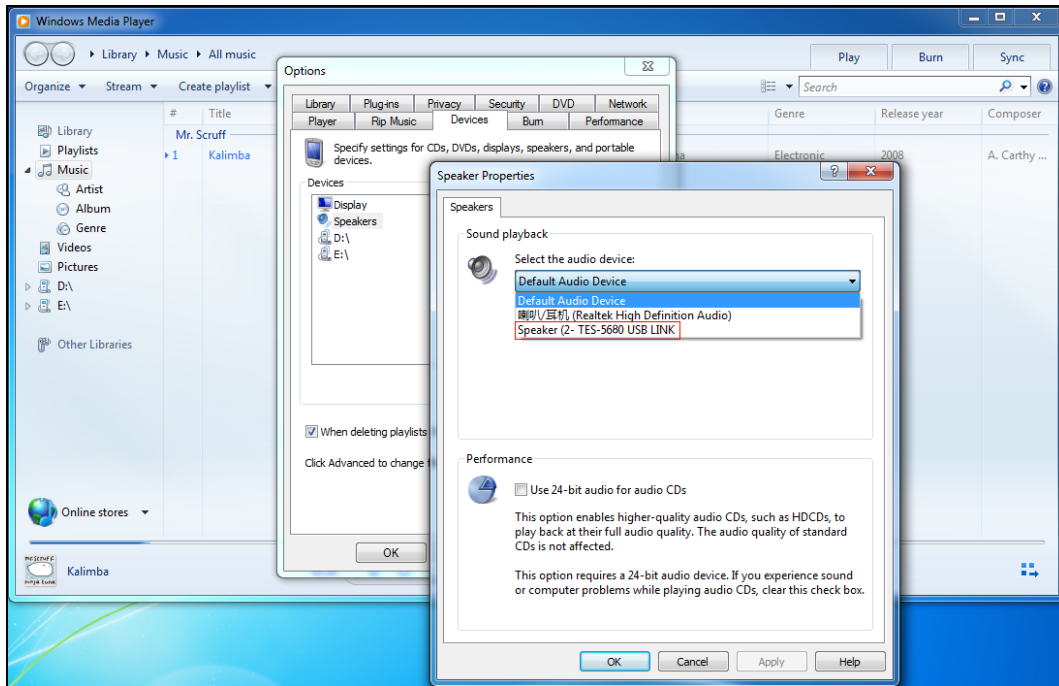 Windows Media Player
Library Music All music
Play Burn Sync
Organize Stream Create playlist
Search
# Title Genre Release year Composer
Library
Playlists
Music
Artist
Album
Genre
Videos
Pictures
D:\
E:\
Other Libraries
Mr. Scruff
1 Kalimba Electronic 2008 A. Carthy ...
Online stores
Kalimba
Options
Library Plug-ins Privacy Security DVD Network
Player Rip Music Devices Burn Performance
Specify settings for CDs, DVDs, displays, speakers, and portable
devices.
Devices
Display
Speakers
D:\
E:\
When deleting playlists
Click Advanced to change
OK
Speaker Properties
Speakers
Sound playback
Select the audio device:
Default Audio Device
Default Audio Device
喇叭/耳机 (Realtek High Definition Audio)
Speaker (2- TES-5680 USB LINK
Performance
Use 24-bit audio for audio CDs
This option enables higher-quality audio CDs, such as HDCDs, to
play back at their full audio quality. The audio quality of standard
CDs is not affected.
This option requires a 24-bit audio device. If you experience sound
or computer problems while playing audio CDs, clear this check box.
OK Cancel Apply Help